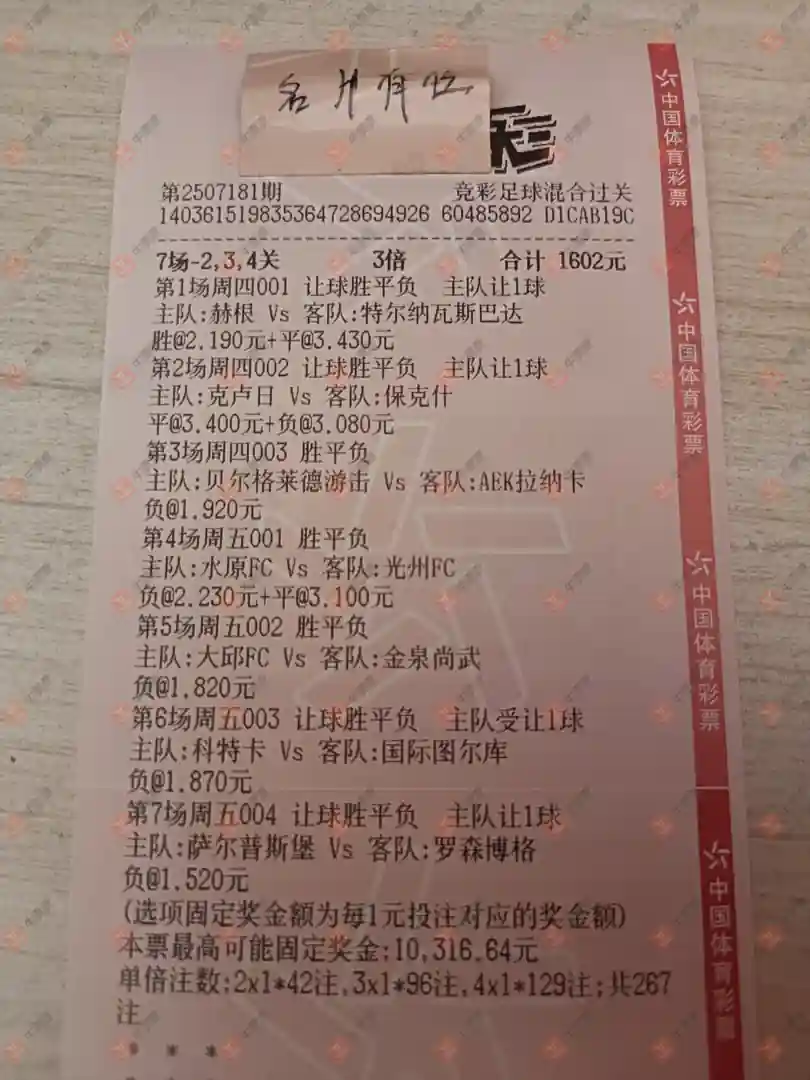 名片有效
第2507181期 竞彩足球混合过关
140361519835364728694926 60485892 D1CAB19C
7场-2,3,4关 3倍 合计 1602元
第1场周四001 让球胜平负 主队让1球
主队:赫根 Vs 客队:特尔纳瓦斯巴达
胜@2.190元+平@3.430元
第2场周四002 让球胜平负 主队让1球
主队:克卢日 Vs 客队:保克什
平@3.400元+负@3.080元
第3场周四003 胜平负
主队:贝尔格莱德游击 Vs 客队:AEK拉纳卡
负@1.920元
第4场周五001 胜平负
主队:水原FC Vs 客队:光州FC
负@2.230元+平@3.100元
第5场周五002 胜平负
主队:大邱FC Vs 客队:金泉尚武
负@1.820元
第6场周五003 让球胜平负 主队受让1球
主队:科特卡 Vs 客队:国际图尔库
负@1.870元
第7场周五004 让球胜平负 主队让1球
主队:萨尔普斯堡 Vs 客队:罗森博格
负@1.520元
(选项固定奖金额为每1元投注对应的奖金额)
本票最高可能固定奖金:10,316.64元
单倍注数:2x1*42注,3x1*96注,4x1*129注;共267
注
中国体育彩票
中国体育彩票
中国体育彩票
中国体育彩票